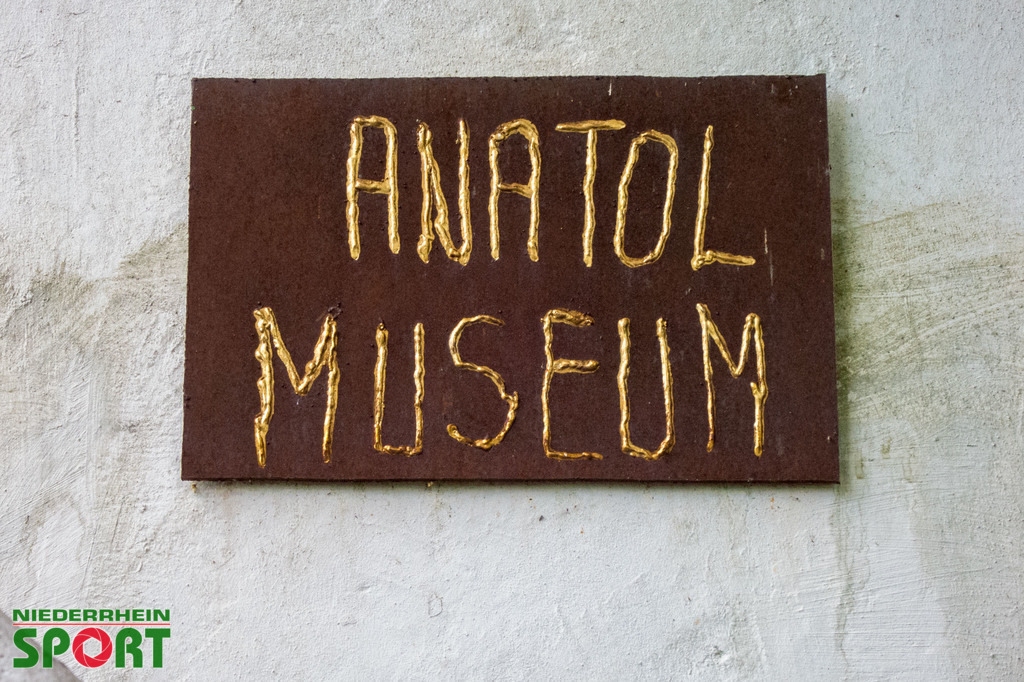 ANATOL
MUSEUM
NIEDERRHEIN
SPORT